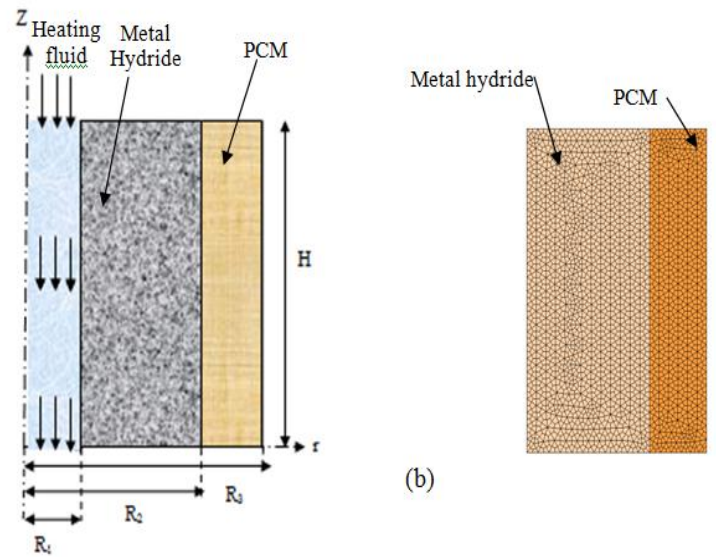 Z
Heating
fluid
Metal
Hydride
PCM
H
r
R₃
R₂
R₁
Metal hydride
PCM
(b)